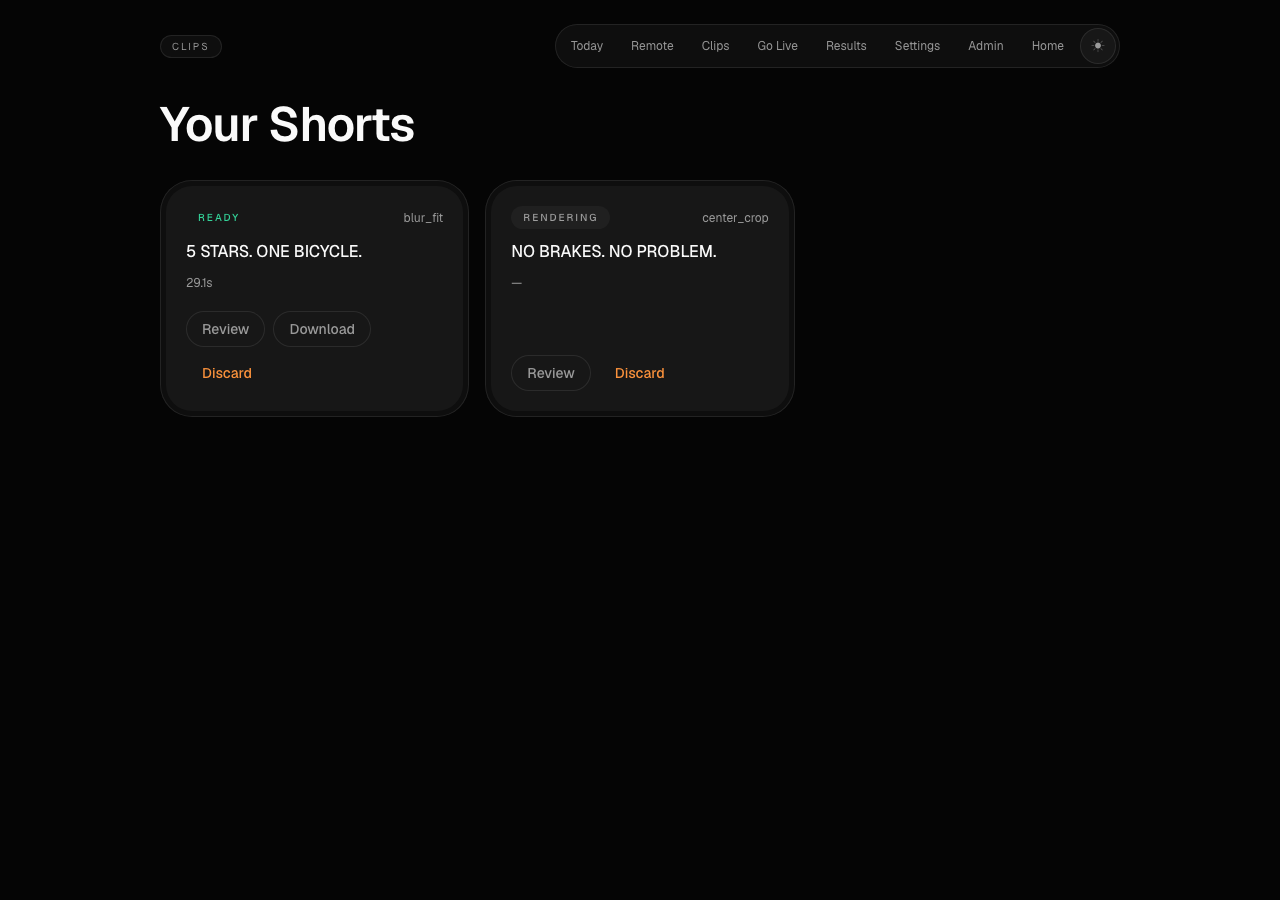 CLIPS
Today Remote Clips Go Live Results Settings Admin Home
Your Shorts
READY blur_fit
5 STARS. ONE BICYCLE.
29.1s
Review Download
Discard
RENDERING center_crop
NO BRAKES. NO PROBLEM.
—
Review Discard